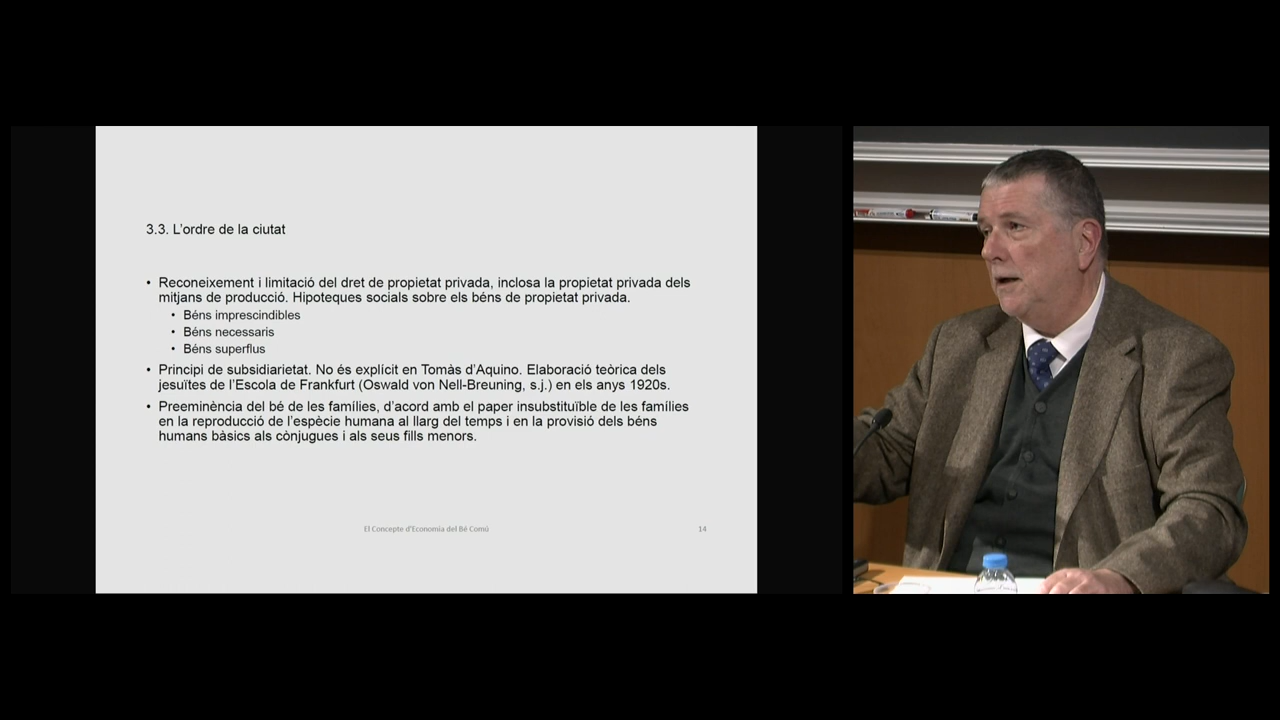 3.3. L'ordre de la ciutat
• Reconeixement i limitació del dret de propietat privada, inclosa la propietat privada dels
mitjans de producció. Hipoteques socials sobre els béns de propietat privada.
• Béns imprescindibles
• Béns necessaris
• Béns superflus
• Principi de subsidiarietat. No és explícit en Tomàs d'Aquino. Elaboració teòrica dels
jesuïtes de l'Escola de Frankfurt (Oswald von Nell-Breuning, s.j.) en els anys 1920s.
• Preeminència del bé de les famílies, d'acord amb el paper insubstituïble de les famílies
en la reproducció de l'espècie humana al llarg del temps i en la provisió dels béns
humans bàsics als cònjugues i als seus fills menors.
El Concepte d'Economia del Bé Comú
14